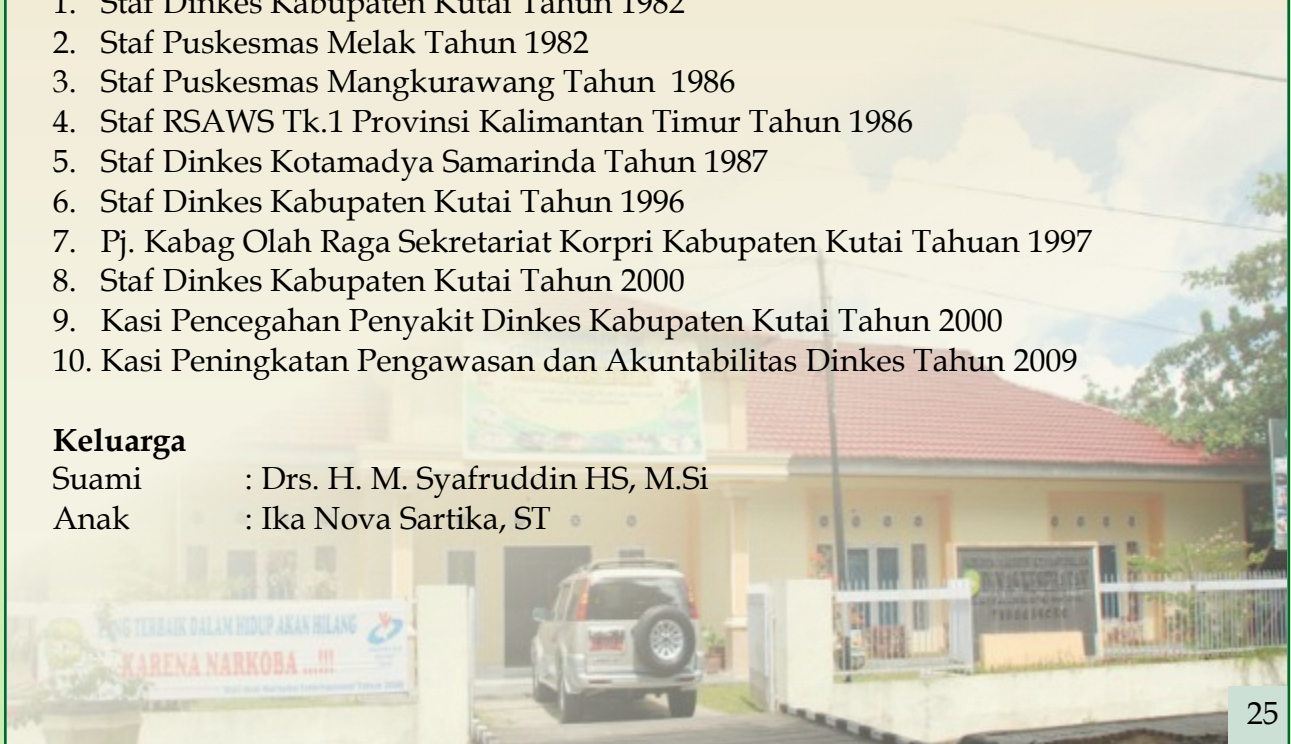 1. Staf Dinkes Kabupaten Kutai Tahun 1982
2. Staf Puskesmas Melak Tahun 1982
3. Staf Puskesmas Mangkurawang Tahun 1986
4. Staf RSAWS Tk.1 Provinsi Kalimantan Timur Tahun 1986
5. Staf Dinkes Kotamadya Samarinda Tahun 1987
6. Staf Dinkes Kabupaten Kutai Tahun 1996
7. Pj. Kabag Olah Raga Sekretariat Korpri Kabupaten Kutai Tahuan 1997
8. Staf Dinkes Kabupaten Kutai Tahun 2000
9. Kasi Pencegahan Penyakit Dinkes Kabupaten Kutai Tahun 2000
10. Kasi Peningkatan Pengawasan dan Akuntabilitas Dinkes Tahun 2009
Keluarga
Suami : Drs. H. M. Syafruddin HS, M.Si
Anak : Ika Nova Sartika, ST
TERBAIK DALAM HIDUP AKAN HILANG
KARENA NARKOBA ...!!!
25